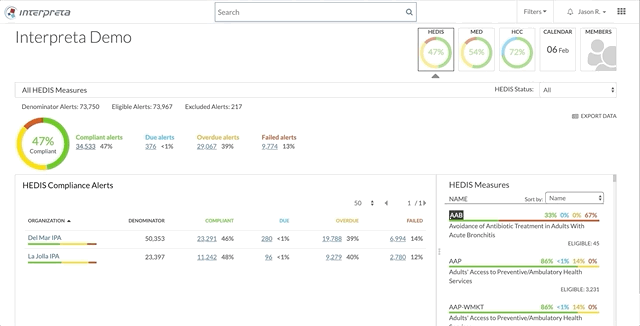 interpreta
Search
Filters
Jason R.
Interpreta Demo
HEDIS
47%
MED
54%
HCC
72%
CALENDAR
06 Feb
MEMBERS
All HEDIS Measures
HEDIS Status:
All
Denominator Alerts: 73,750
Eligible Alerts: 73,967
Excluded Alerts: 217
EXPORT DATA
47%
Compliant
Compliant alerts
34,533 47%
Due alerts
376 <1%
Overdue alerts
29,067 39%
Failed alerts
9,774 13%
HEDIS Compliance Alerts
50
1 / 1
ORGANIZATION DENOMINATOR COMPLIANT DUE OVERDUE FAILED
Del Mar IPA 50,353 23,291 46% 280 <1% 19,788 39% 6,994 14%
La Jolla IPA 23,397 11,242 48% 96 <1% 9,279 40% 2,780 12%
HEDIS Measures
NAME
Sort by: Name
AAB 33% 0% 0% 67%
Avoidance of Antibiotic Treatment in Adults With
Acute Bronchitis
ELIGIBLE: 45
AAP 86% <1% 14% 0%
Adults' Access to Preventive/Ambulatory Health
Services
ELIGIBLE: 3,231
AAP-WMKT 86% <1% 14% 0%
Adults' Access to Preventive/Ambulatory Health